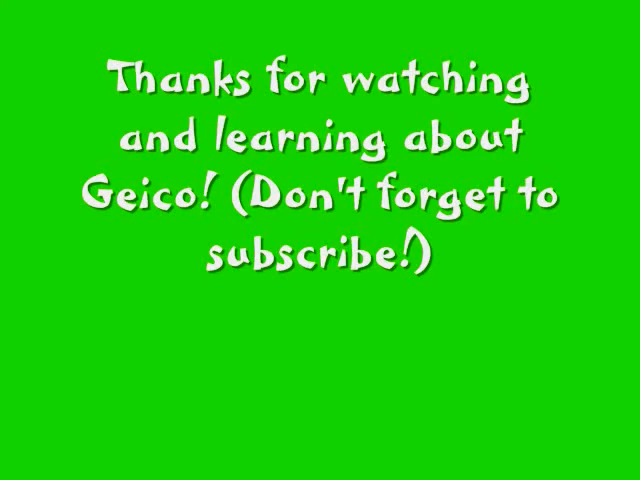 Thanks for watching
and learning about
Geico! (Don't forget to
subscribe!)